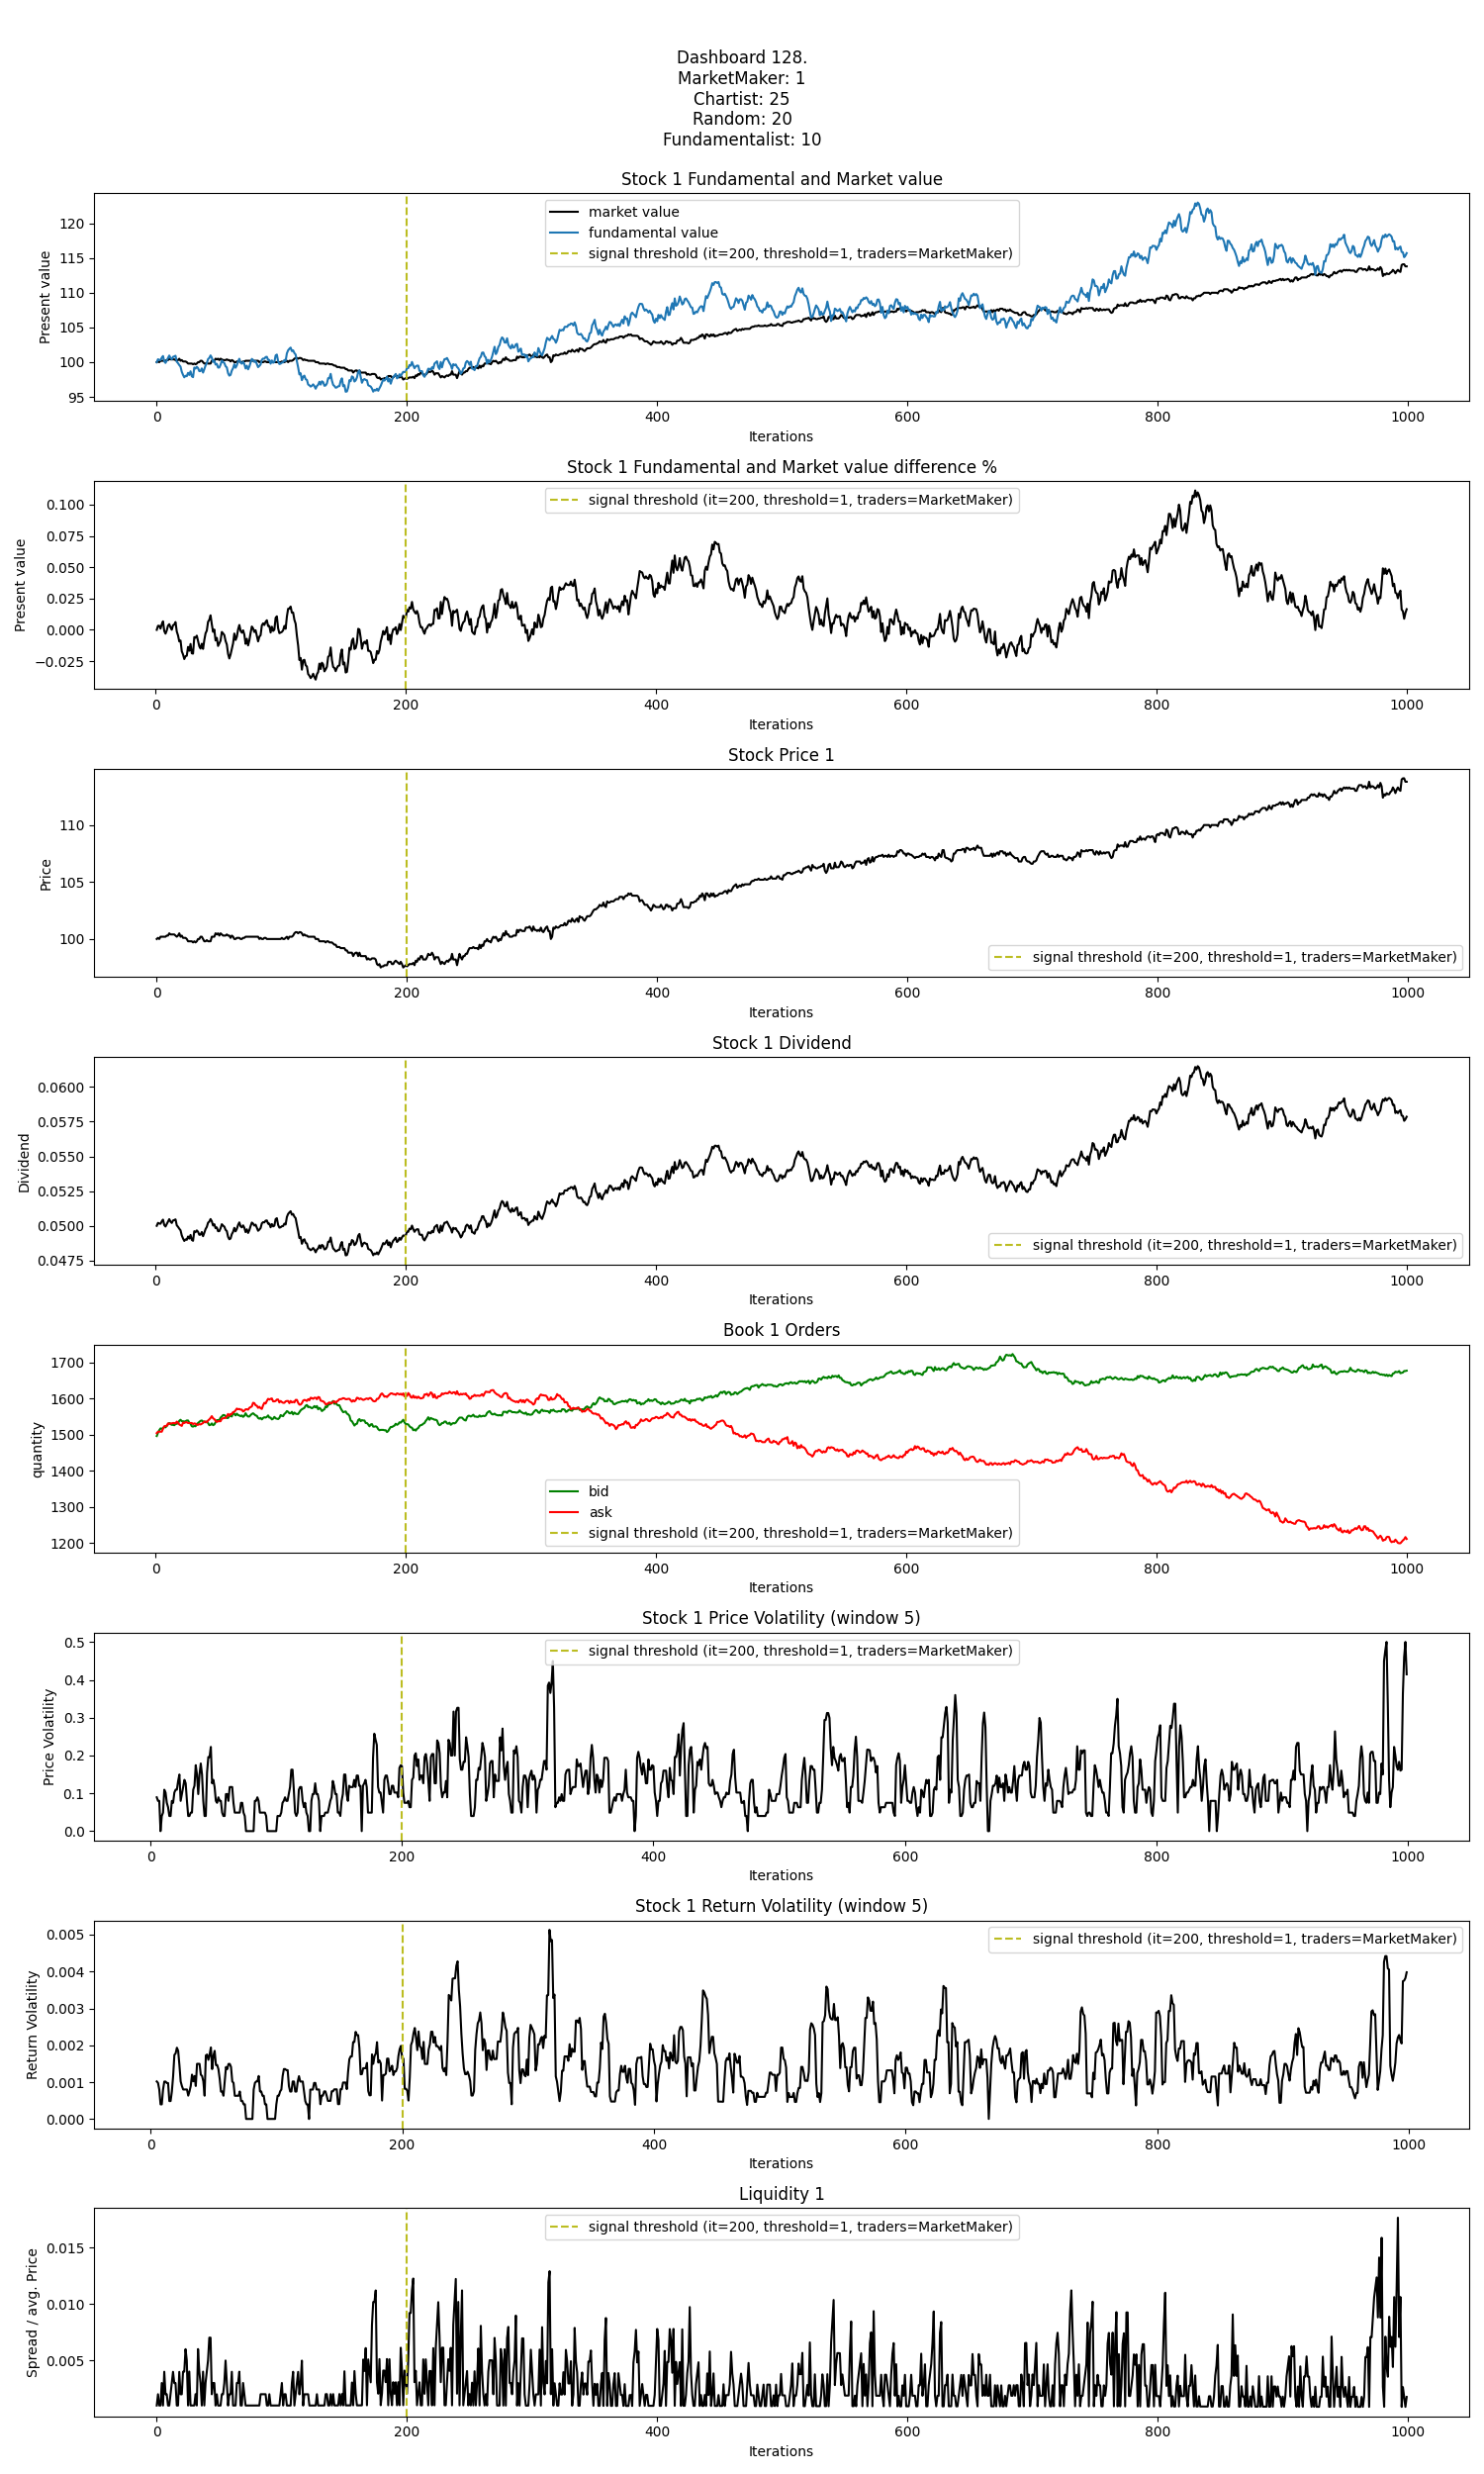 Dashboard 128.
MarketMaker: 1
Chartist: 25
Random: 20
Fundamentalist: 10
Stock 1 Fundamental and Market value
Present value
120
115
110
105
100
95
market value
fundamental value
signal threshold (it=200, threshold=1, traders=MarketMaker)
0 200 400 600 800 1000
Iterations
Stock 1 Fundamental and Market value difference %
Present value
0.100
0.075
0.050
0.025
0.000
−0.025
signal threshold (it=200, threshold=1, traders=MarketMaker)
0 200 400 600 800 1000
Iterations
Stock Price 1
Price
110
105
100
signal threshold (it=200, threshold=1, traders=MarketMaker)
0 200 400 600 800 1000
Iterations
Stock 1 Dividend
Dividend
0.0600
0.0575
0.0550
0.0525
0.0500
0.0475
signal threshold (it=200, threshold=1, traders=MarketMaker)
0 200 400 600 800 1000
Iterations
Book 1 Orders
quantity
1700
1600
1500
1400
1300
1200
bid
ask
signal threshold (it=200, threshold=1, traders=MarketMaker)
0 200 400 600 800 1000
Iterations
Stock 1 Price Volatility (window 5)
Price Volatility
0.5
0.4
0.3
0.2
0.1
0.0
signal threshold (it=200, threshold=1, traders=MarketMaker)
0 200 400 600 800 1000
Iterations
Stock 1 Return Volatility (window 5)
Return Volatility
0.005
0.004
0.003
0.002
0.001
0.000
signal threshold (it=200, threshold=1, traders=MarketMaker)
0 200 400 600 800 1000
Iterations
Liquidity 1
Spread / avg. Price
0.015
0.010
0.005
signal threshold (it=200, threshold=1, traders=MarketMaker)
0 200 400 600 800 1000
Iterations